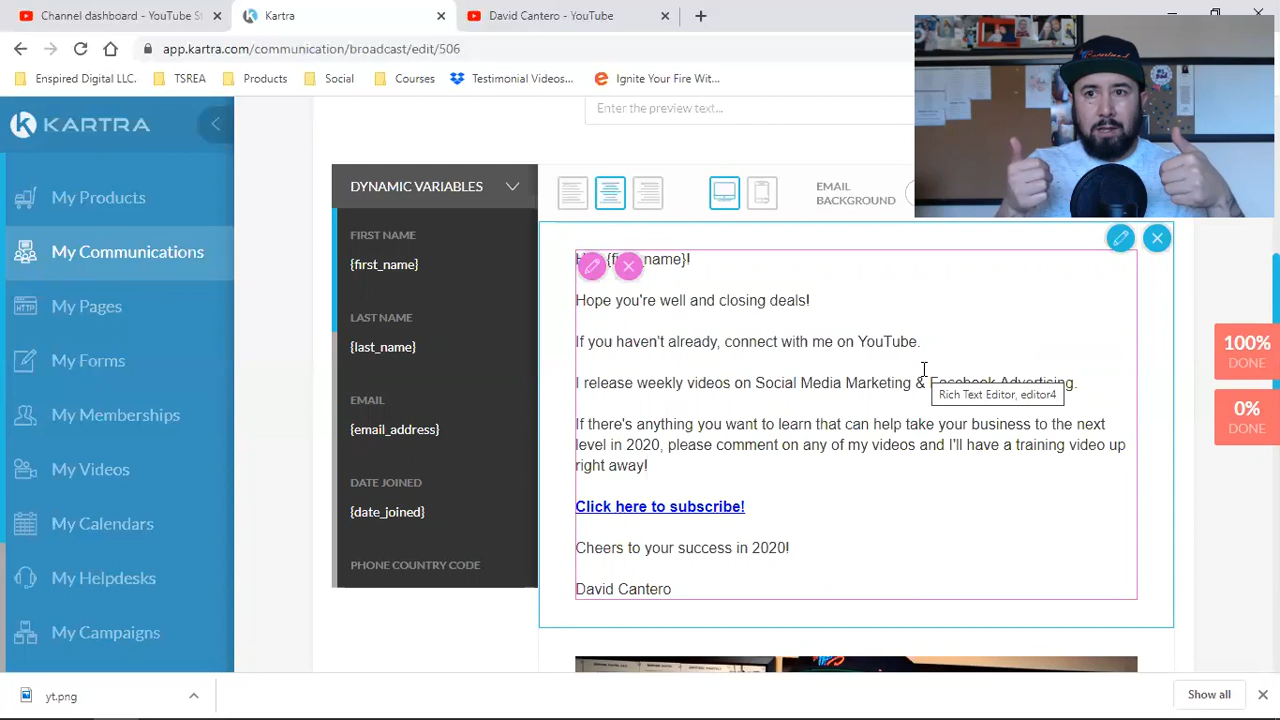 Channel dashboard - YouTube St
Kartra
David Cantero - YouTube
app.kartra.com/communication/broadcast/edit/506
Enspired Digital LLC.
TSREA
Products
Social
Courses
Testimonial Videos...
Ignite Your Fire Wit...
KARTRA
Enter the preview text...
My Products
My Communications
My Pages
My Forms
My Memberships
My Videos
My Calendars
My Helpdesks
My Campaigns
DYNAMIC VARIABLES
FIRST NAME
{first_name}
LAST NAME
{last_name}
EMAIL
{email_address}
DATE JOINED
{date_joined}
PHONE COUNTRY CODE
EMAIL
BACKGROUND
name}!
Hope you're well and closing deals!
If you haven't already, connect with me on YouTube.
I release weekly videos on Social Media Marketing & Facebook Advertising.
Rich Text Editor, editor4
If there's anything you want to learn that can help take your business to the next
level in 2020, please comment on any of my videos and I'll have a training video up
right away!
Click here to subscribe!
Cheers to your success in 2020!
David Cantero
100%
DONE
0%
DONE
yt.png
Show all